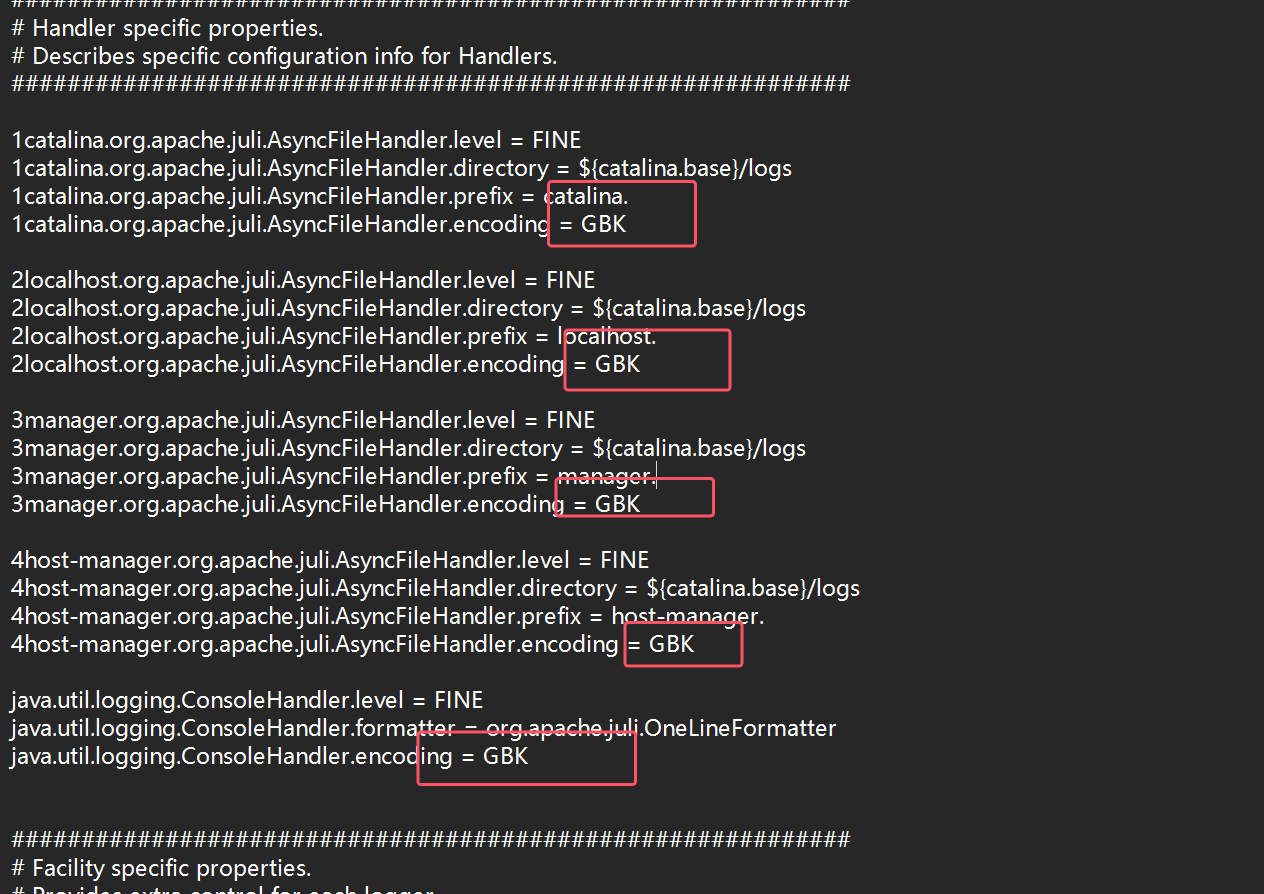 ############################################################
# Handler specific properties.
# Describes specific configuration info for Handlers.
############################################################
1catalina.org.apache.juli.AsyncFileHandler.level = FINE
1catalina.org.apache.juli.AsyncFileHandler.directory = ${catalina.base}/logs
1catalina.org.apache.juli.AsyncFileHandler.prefix = catalina.
1catalina.org.apache.juli.AsyncFileHandler.encoding = GBK
2localhost.org.apache.juli.AsyncFileHandler.level = FINE
2localhost.org.apache.juli.AsyncFileHandler.directory = ${catalina.base}/logs
2localhost.org.apache.juli.AsyncFileHandler.prefix = localhost.
2localhost.org.apache.juli.AsyncFileHandler.encoding = GBK
3manager.org.apache.juli.AsyncFileHandler.level = FINE
3manager.org.apache.juli.AsyncFileHandler.directory = ${catalina.base}/logs
3manager.org.apache.juli.AsyncFileHandler.prefix = manager.
3manager.org.apache.juli.AsyncFileHandler.encoding = GBK
4host-manager.org.apache.juli.AsyncFileHandler.level = FINE
4host-manager.org.apache.juli.AsyncFileHandler.directory = ${catalina.base}/logs
4host-manager.org.apache.juli.AsyncFileHandler.prefix = host-manager.
4host-manager.org.apache.juli.AsyncFileHandler.encoding = GBK
java.util.logging.ConsoleHandler.level = FINE
java.util.logging.ConsoleHandler.formatter = org.apache.juli.OneLineFormatter
java.util.logging.ConsoleHandler.encoding = GBK
############################################################
# Facility specific properties.
# Provides extra control for each logger.